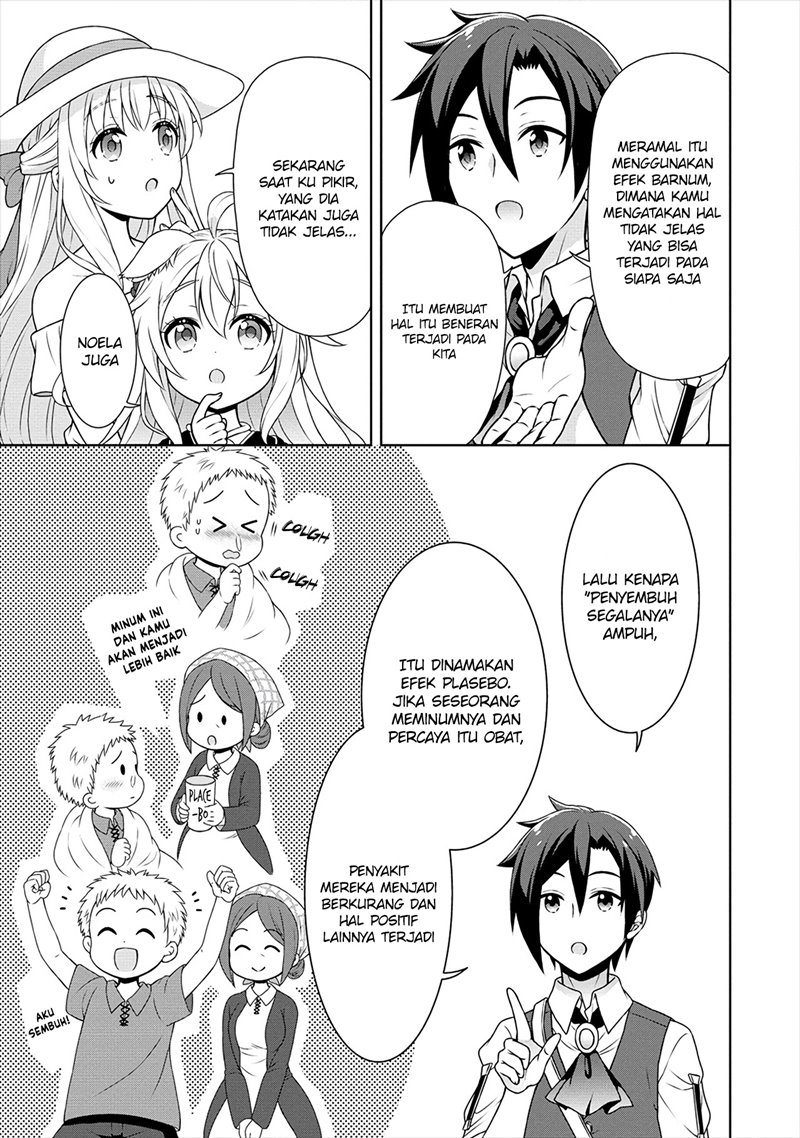 MERAMAL ITU
MENGGUNAKAN
EFEK BARNUM,
DIMANA KAMU
MENGATAKAN HAL
TIDAK JELAS
YANG BISA
TERJADI PADA
SIAPA SAJA
ITU MEMBUAT
HAL ITU BENERAN
TERJADI PADA
KITA
SEKARANG
SAAT KU PIKIR,
YANG DIA
KATAKAN JUGA
TIDAK JELAS...
NOELA
JUGA
LALU KENAPA
"PENYEMBUH
SEGALANYA"
AMPUH,
ITU DINAMAKAN
EFEK PLASEBO.
JIKA SESEORANG
MEMINUMNYA DAN
PERCAYA ITU OBAT,
PENYAKIT
MEREKA MENJADI
BERKURANG DAN
HAL POSITIF
LAINNYA TERJADI
COUGH
COUGH
MINUM INI
DAN KAMU
AKAN MENJADI
LEBIH BAIK
PLACE
-BO
AKU
SEMBUH!